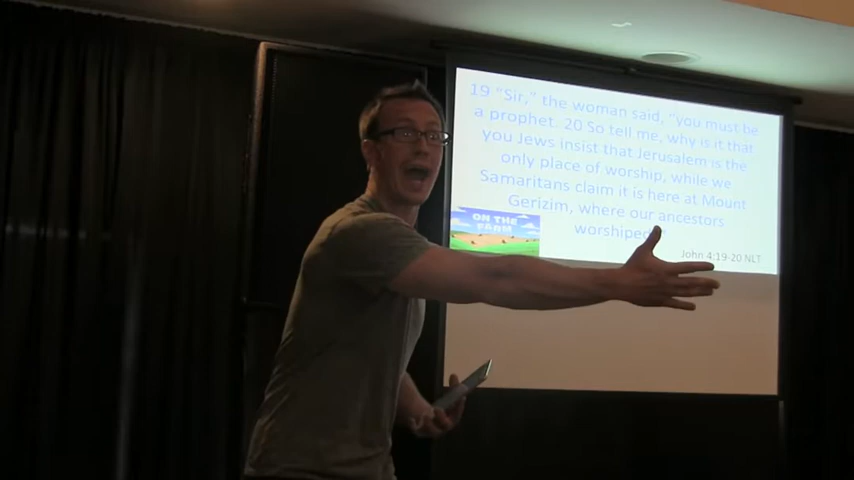 19 "Sir," the woman said, "you must be
a prophet. 20 So tell me, why is it that
you Jews insist that Jerusalem is the
only place of worship, while we
Samaritans claim it is here at Mount
Gerizim, where our ancestors
worshiped
ON THE
FARM
John 4:19-20 NLT